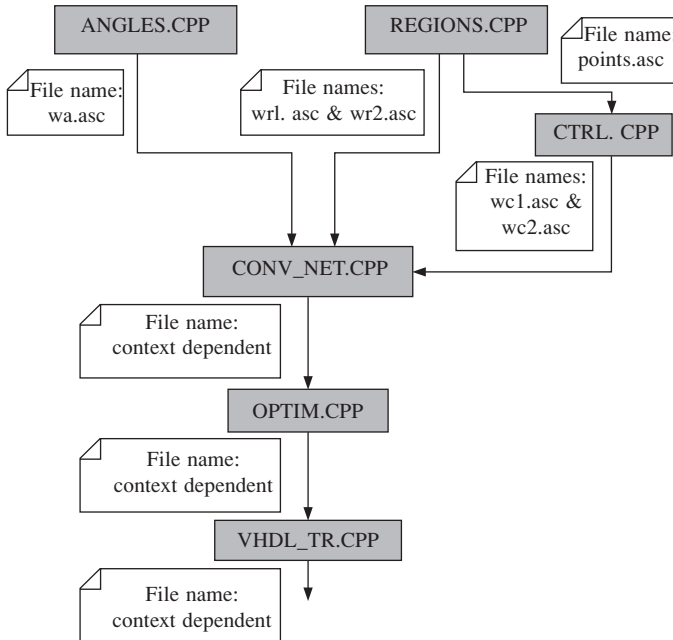 ANGLES.CPP
REGIONS.CPP
File name:
points.asc
File name:
wa.asc
File names:
wrl. asc & wr2.asc
CTRL. CPP
File names:
wc1.asc &
wc2.asc
CONV_NET.CPP
File name:
context dependent
OPTIM.CPP
File name:
context dependent
VHDL_TR.CPP
File name:
context dependent